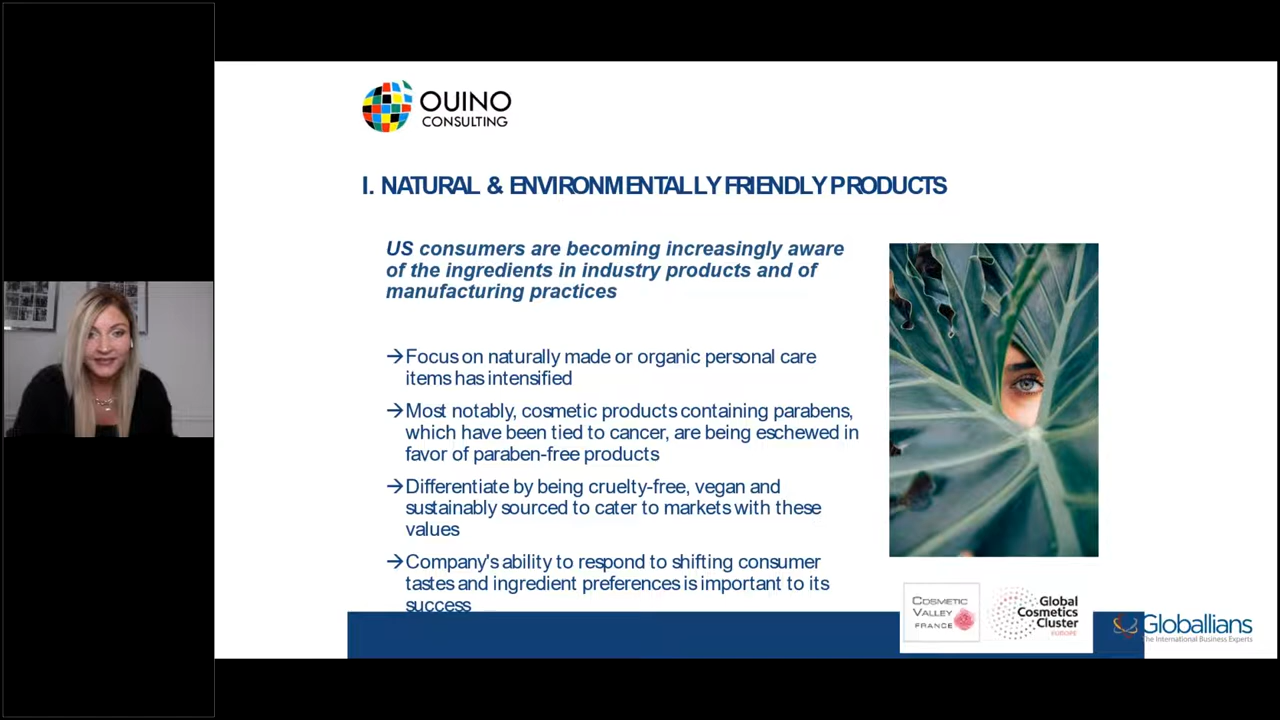 OUINO
CONSULTING
I. NATURAL & ENVIRONMENTALLY FRIENDLY PRODUCTS
US consumers are becoming increasingly aware
of the ingredients in industry products and of
manufacturing practices
→Focus on naturally made or organic personal care
items has intensified
→Most notably, cosmetic products containing parabens,
which have been tied to cancer, are being eschewed in
favor of paraben-free products
→Differentiate by being cruelty-free, vegan and
sustainably sourced to cater to markets with these
values
→Company's ability to respond to shifting consumer
tastes and ingredient preferences is important to its
success
COSMETIC
VALLEY
FRANCE
Global
Cosmetics
Cluster
EUROPE
Globallians
he International Business Experts